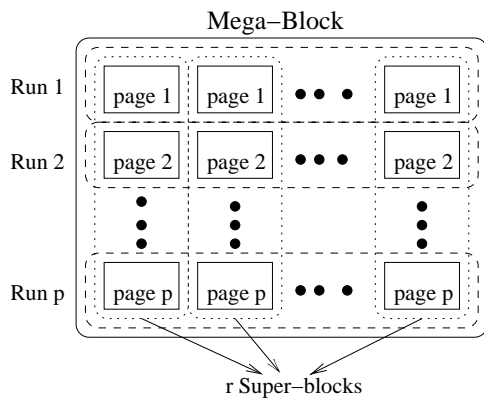 Mega−Block
Run 1 page 1 page 1 page 1
Run 2 page 2 page 2 page 2
Run p page p page p page p
r Super−blocks